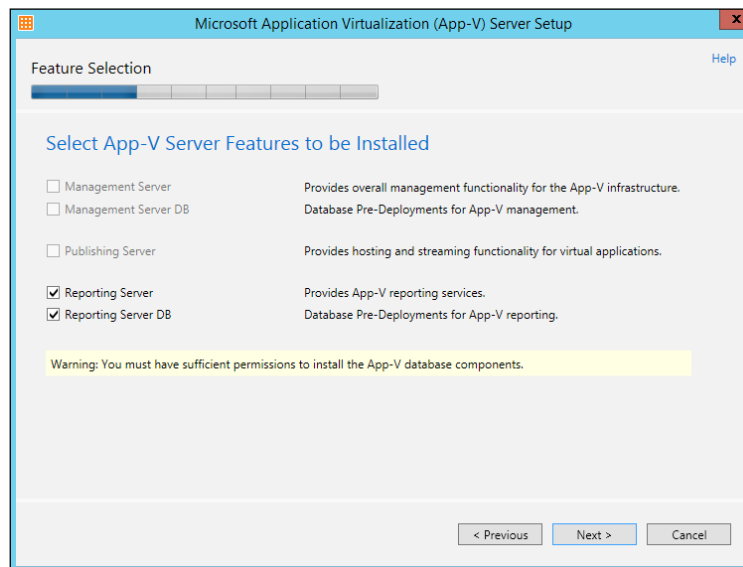 Microsoft Application Virtualization (App-V) Server Setup
x
Help
Feature Selection
Select App-V Server Features to be Installed
Management Server Provides overall management functionality for the App-V infrastructure.
Management Server DB Database Pre-Deployments for App-V management.
Publishing Server Provides hosting and streaming functionality for virtual applications.
Reporting Server Provides App-V reporting services.
Reporting Server DB Database Pre-Deployments for App-V reporting.
Warning: You must have sufficient permissions to install the App-V database components.
< Previous Next > Cancel